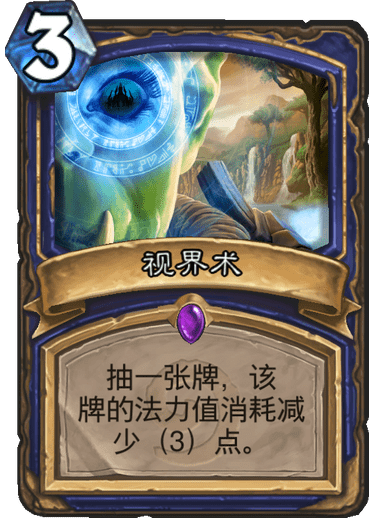 3
视界术
抽一张牌，该
牌的法力值消耗减
少（3）点。